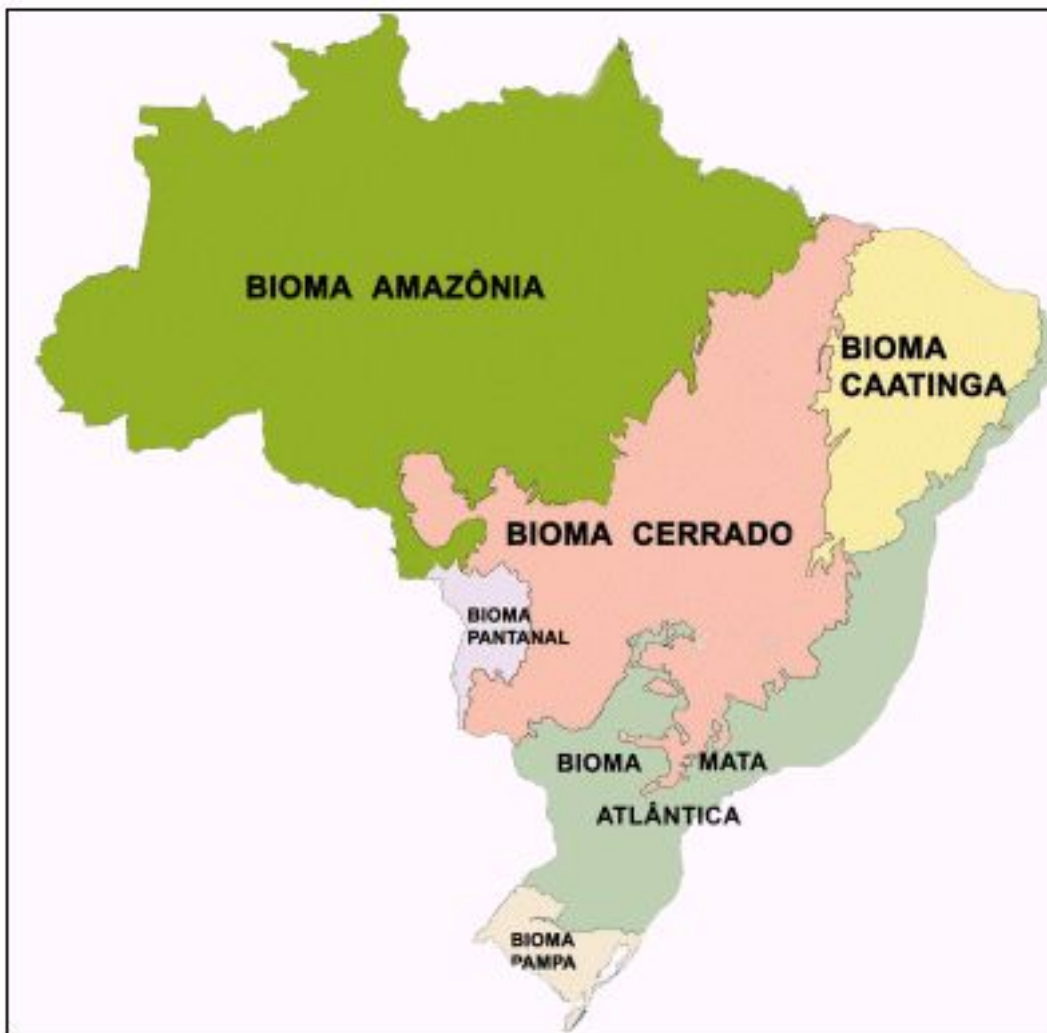 BIOMA AMAZÔNIA
BIOMA
CAATINGA
BIOMA CERRADO
BIOMA
PANTANAL
BIOMA MATA
ATLÂNTICA
BIOMA
PAMPA